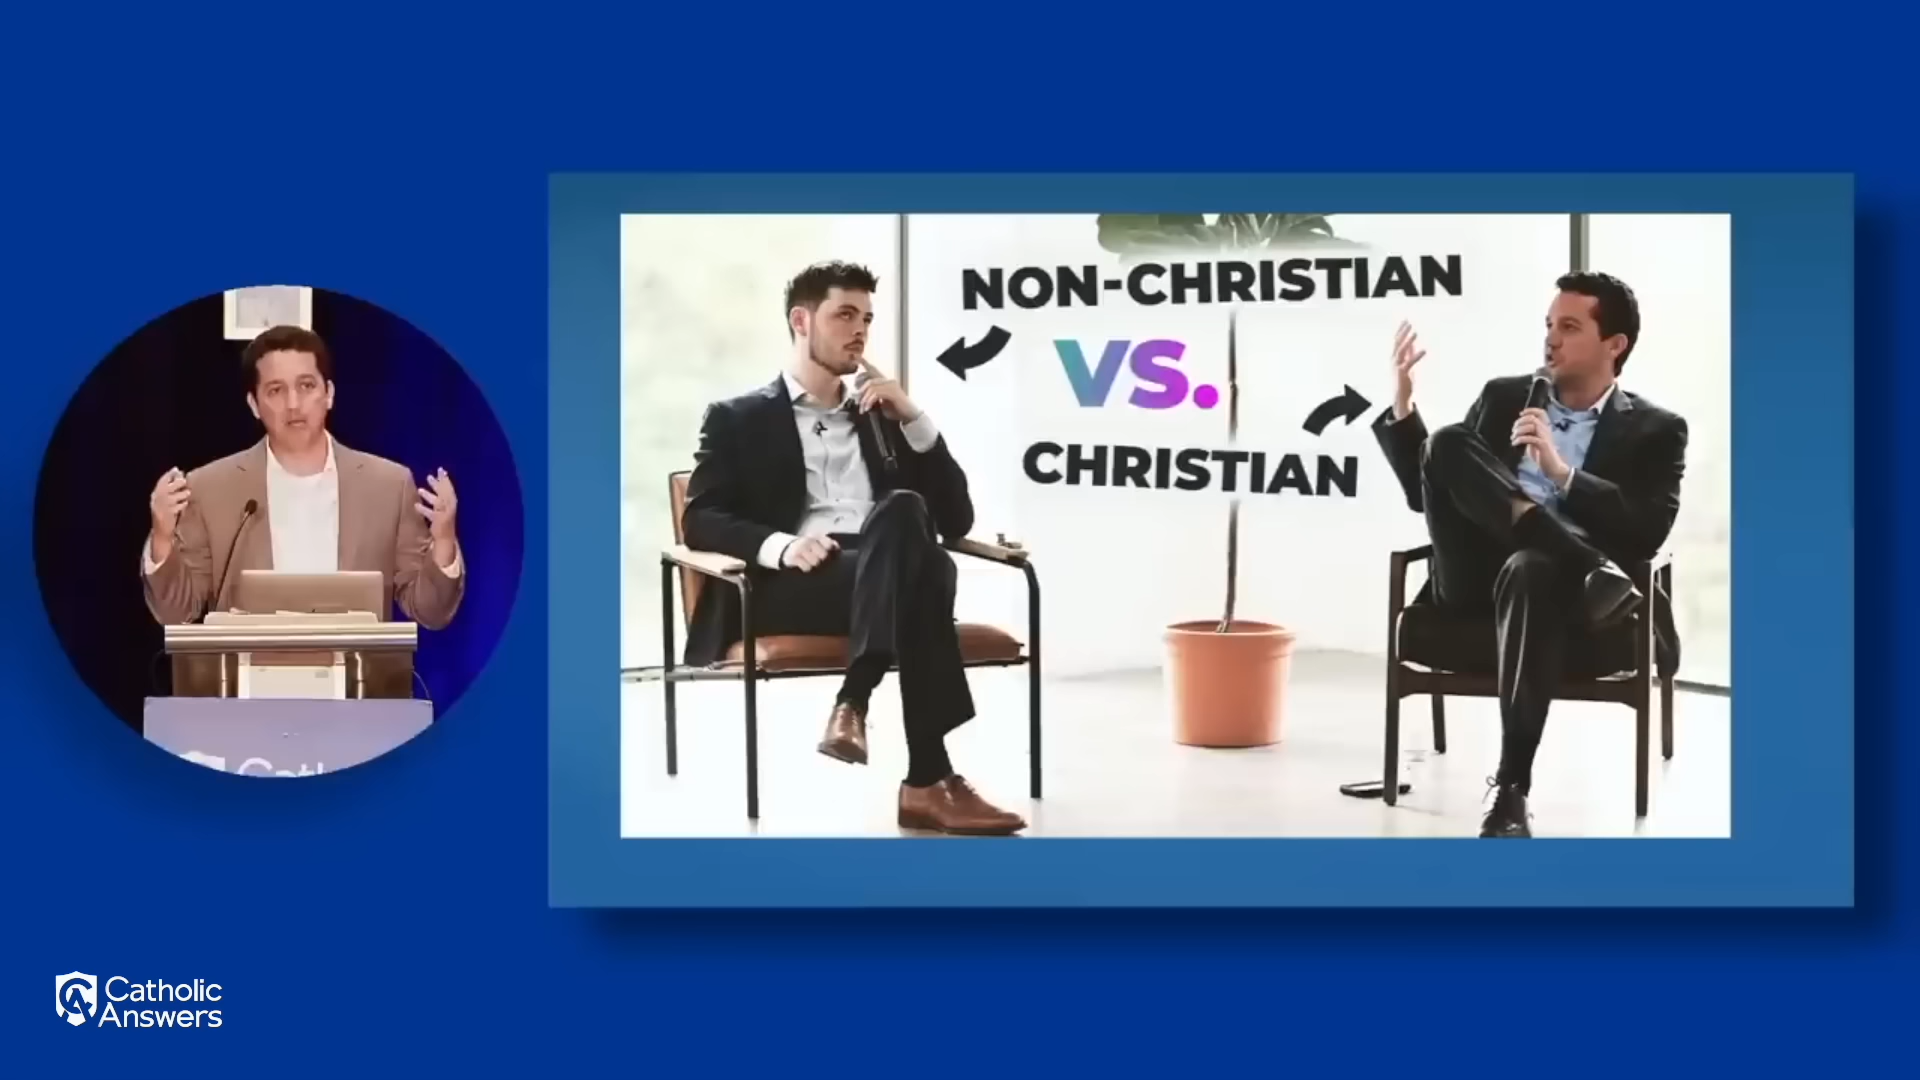 NON-CHRISTIAN
VS.
CHRISTIAN
Catholic
Answers